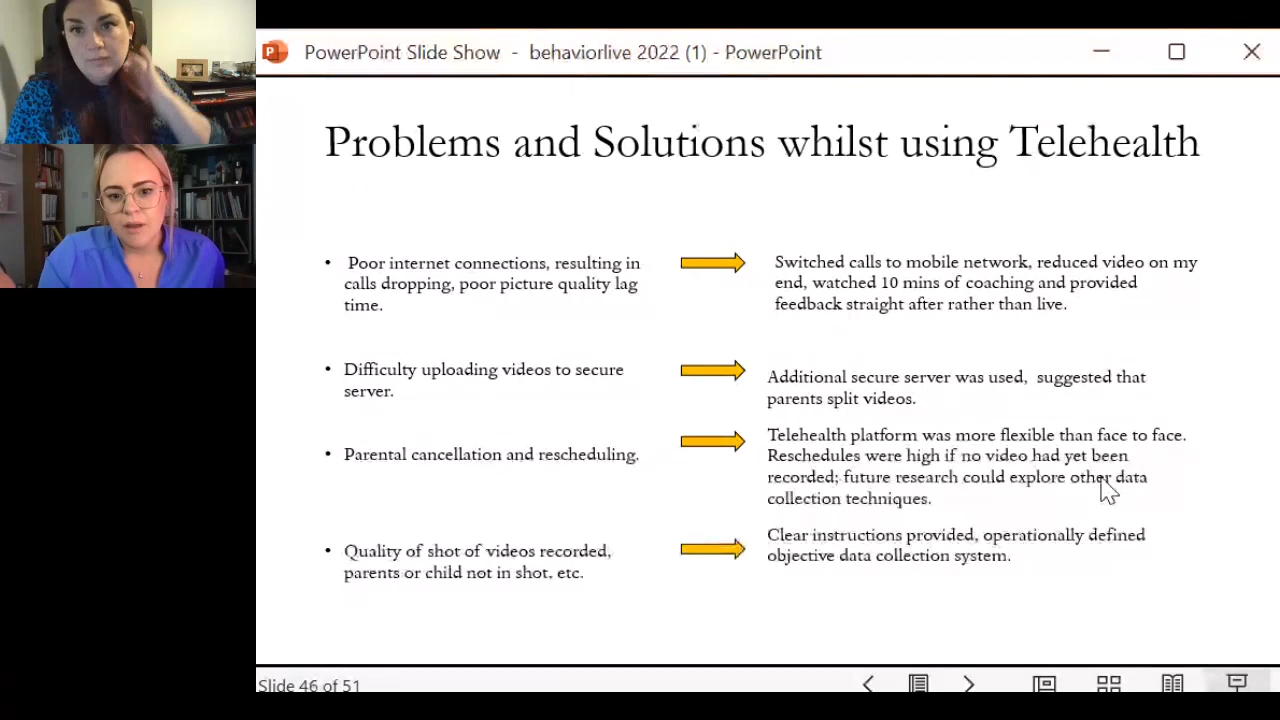 PowerPoint Slide Show - behaviorlive 2022 (1) - PowerPoint
Problems and Solutions whilst using Telehealth
• Poor internet connections, resulting in
calls dropping, poor picture quality lag
time.
Switched calls to mobile network, reduced video on my
end, watched 10 mins of coaching and provided
feedback straight after rather than live.
• Difficulty uploading videos to secure
server.
Additional secure server was used, suggested that
parents split videos.
• Parental cancellation and rescheduling.
Telehealth platform was more flexible than face to face.
Reschedules were high if no video had yet been
recorded; future research could explore other data
collection techniques.
• Quality of shot of videos recorded,
parents or child not in shot, etc.
Clear instructions provided, operationally defined
objective data collection system.
Slide 46 of 51